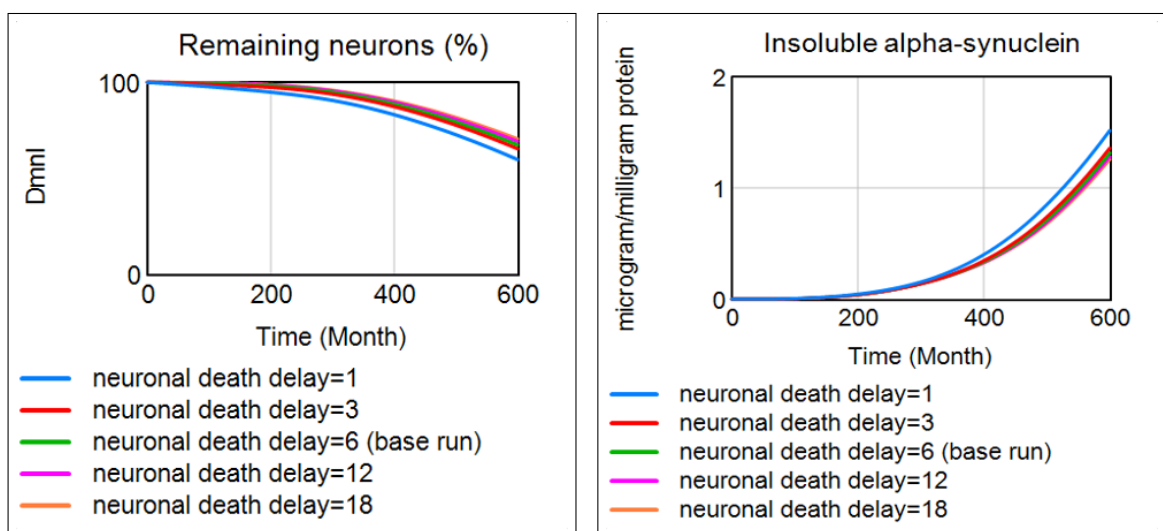 Remaining neurons (%)
100
Dmnl
0
0
200
400
600
Time (Month)
neuronal death delay=1
neuronal death delay=3
neuronal death delay=6 (base run)
neuronal death delay=12
neuronal death delay=18
Insoluble alpha-synuclein
microgram/milligram protein
2
1
0
0
200
400
600
Time (Month)
neuronal death delay=1
neuronal death delay=3
neuronal death delay=6 (base run)
neuronal death delay=12
neuronal death delay=18